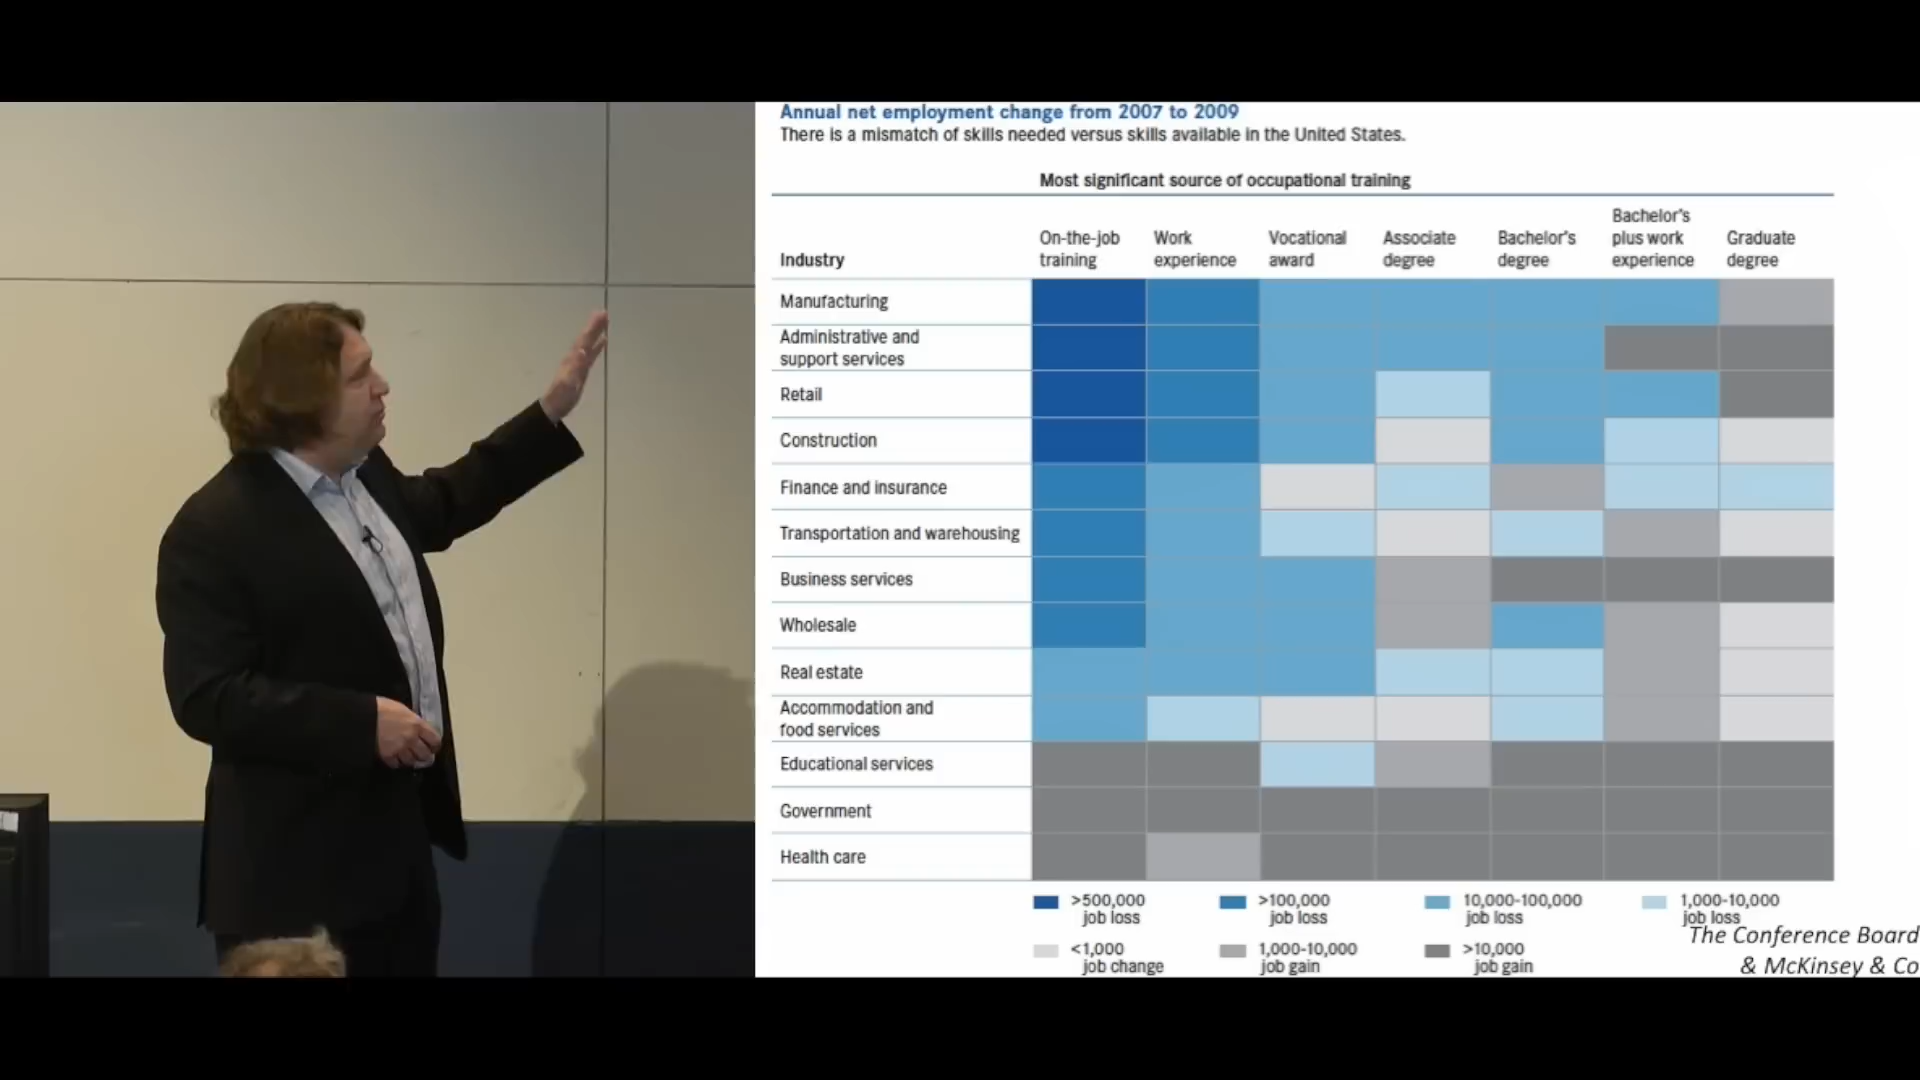 Annual net employment change from 2007 to 2009
There is a mismatch of skills needed versus skills available in the United States.
Most significant source of occupational training
Industry
On-the-job
training
Work
experience
Vocational
award
Associate
degree
Bachelor's
degree
Bachelor's
plus work
experience
Graduate
degree
Manufacturing
Administrative and
support services
Retail
Construction
Finance and insurance
Transportation and warehousing
Business services
Wholesale
Real estate
Accommodation and
food services
Educational services
Government
Health care
>500,000
job loss
>100,000
job loss
10,000-100,000
job loss
1,000-10,000
job loss
<1,000
job change
1,000-10,000
job gain
>10,000
job gain
The Conference Board
& McKinsey & Co